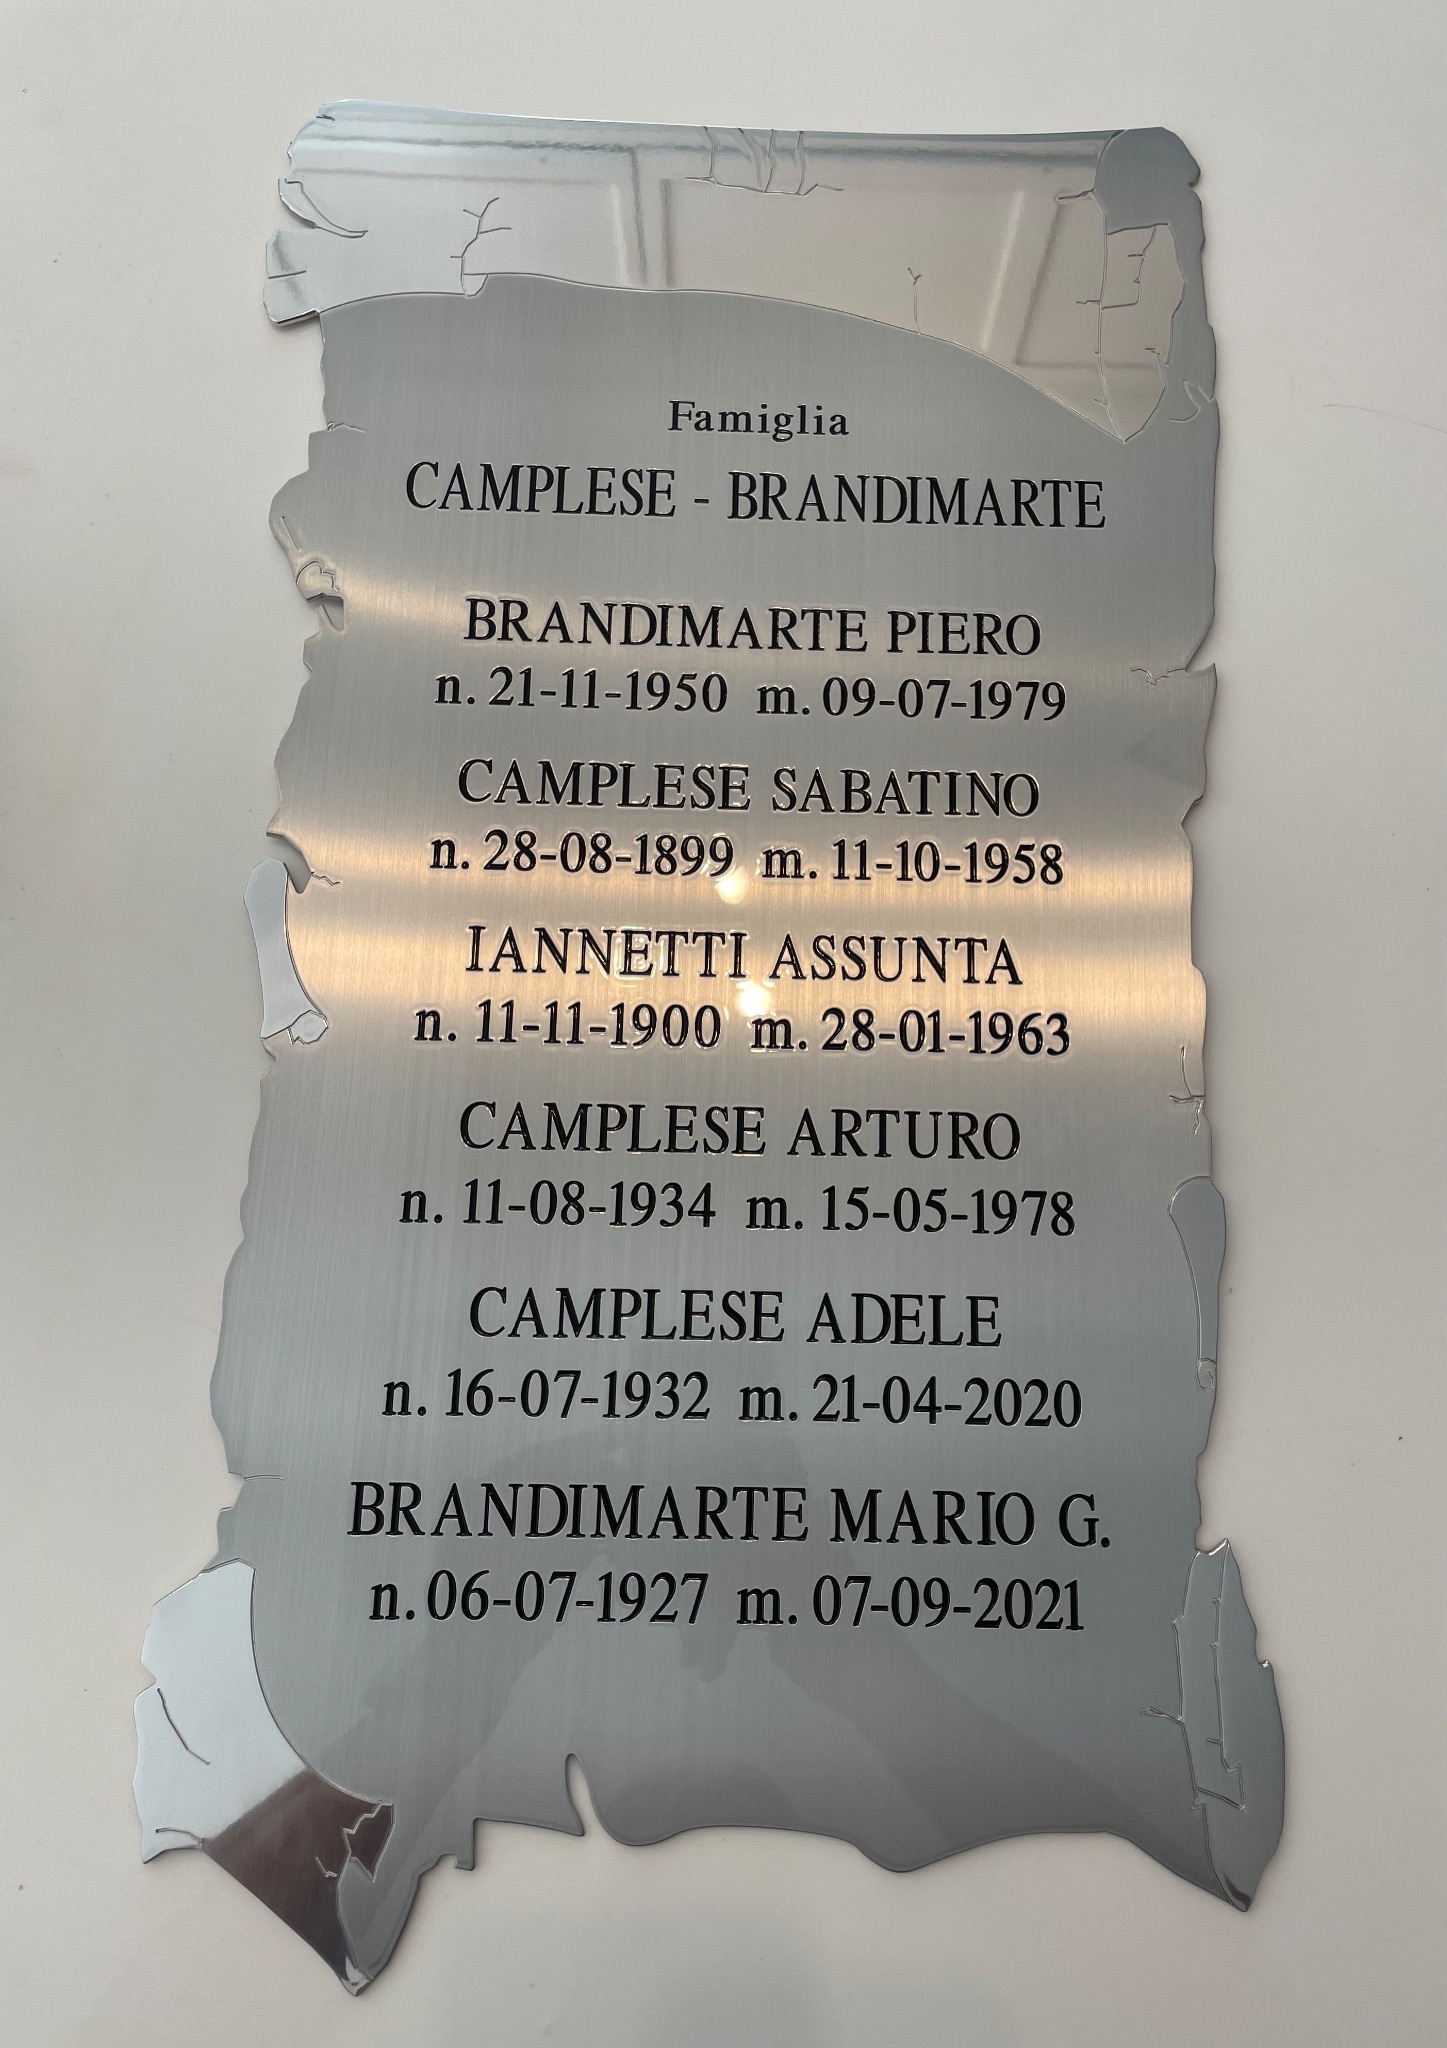 Famiglia
CAMPLESE - BRANDIMARTE
BRANDIMARTE PIERO
n. 21-11-1950 m. 09-07-1979
CAMPLESE SABATINO
n. 28-08-1899 m. 11-10-1958
IANNETTI ASSUNTA
n. 11-11-1900 m. 28-01-1963
CAMPLESE ARTURO
n. 11-08-1934 m. 15-05-1978
CAMPLESE ADELE
n. 16-07-1932 m. 21-04-2020
BRANDIMARTE MARIO G.
n. 06-07-1927 m. 07-09-2021